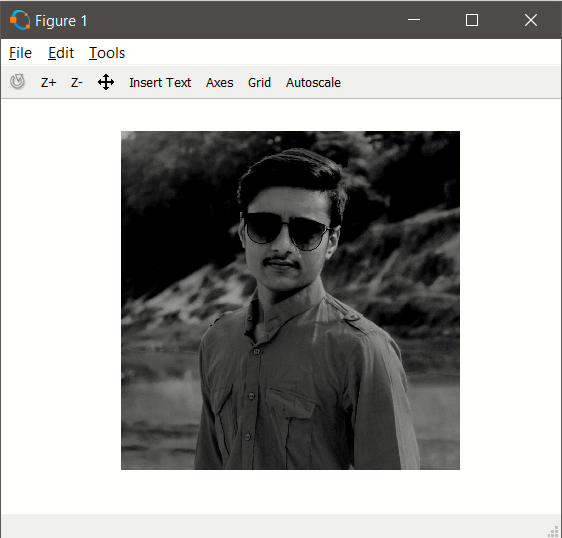 Figure 1
File Edit Tools
Z+ Z- Insert Text Axes Grid Autoscale